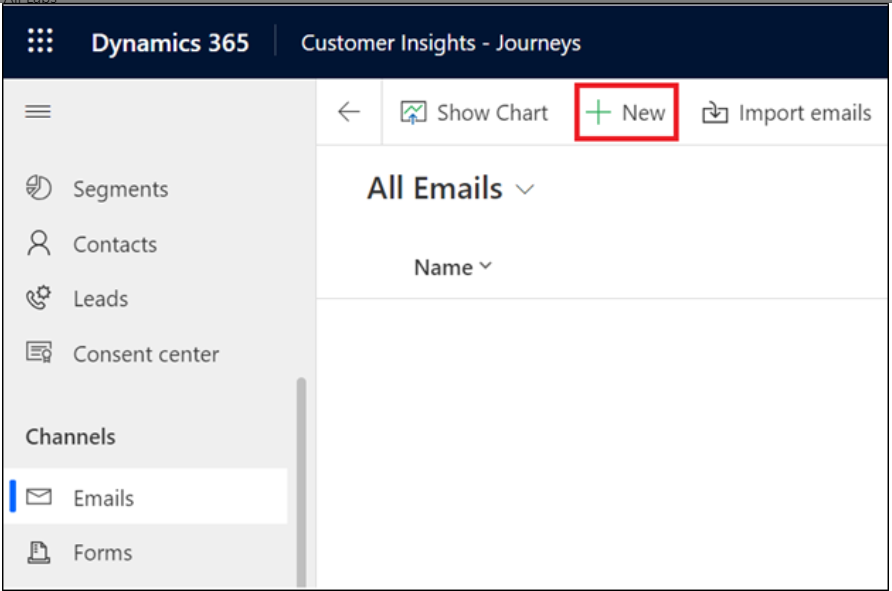 Dynamics 365 Customer Insights - Journeys
Show Chart New Import emails
All Emails
Name
Segments
Contacts
Leads
Consent center
Channels
Emails
Forms